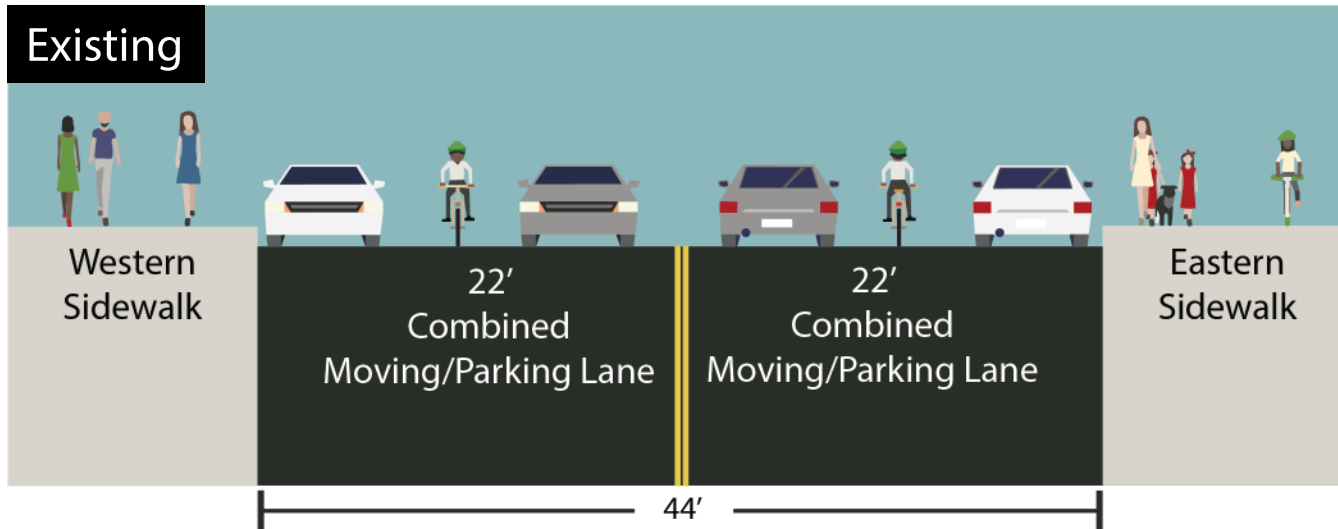 Existing
Western
Sidewalk
22’
Combined
Moving/Parking Lane
22’
Combined
Moving/Parking Lane
Eastern
Sidewalk
44’